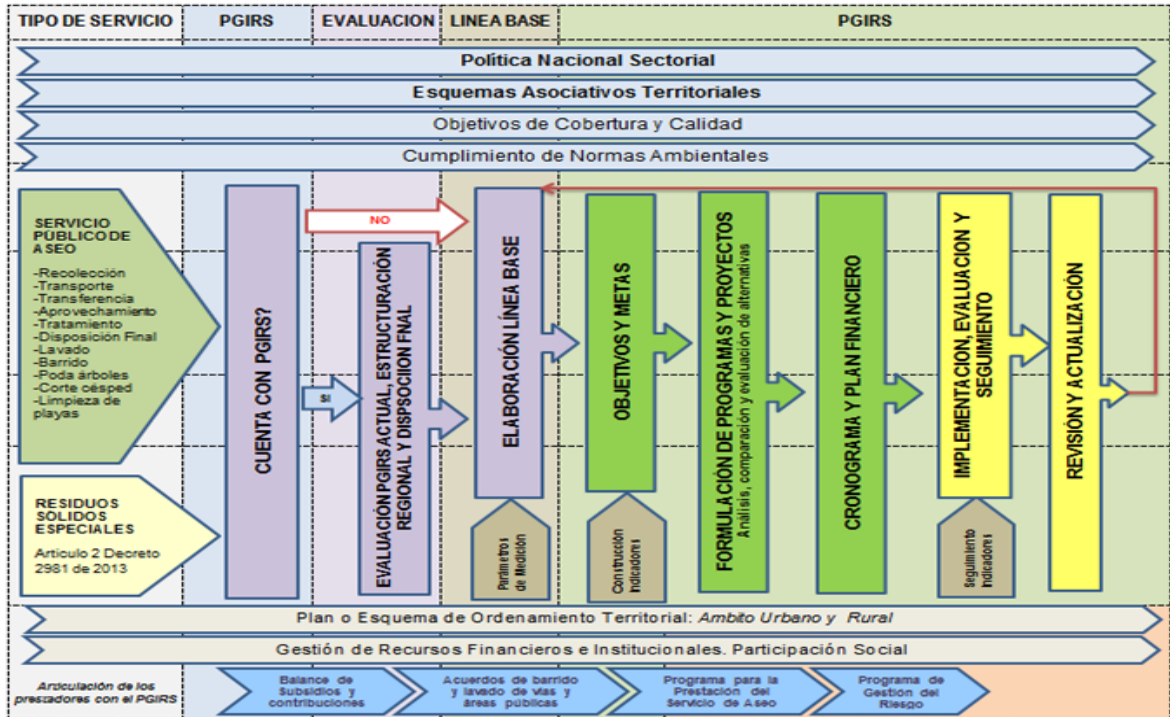 TIPO DE SERVICIO
PGIRS
EVALUACION
LINEA BASE
PGIRS
Política Nacional Sectorial
Esquemas Asociativos Territoriales
Objetivos de Cobertura y Calidad
Cumplimiento de Normas Ambientales
SERVICIO
PÚBLICO DE
ASEO
-Recolección
-Transporte
-Transferencia
-Aprovechamiento
-Tratamiento
-Disposición Final
-Lavado
-Barrido
-Poda árboles
-Corte césped
-Limpieza de
playas
RESIDUOS
SÓLIDOS
ESPECIALES
Artículo 2 Decreto
2981 de 2013
CUENTA CON PGIRS?
NO
SI
EVALUACIÓN PGIRS ACTUAL, ESTRUCTURACIÓN
REGIONAL Y DISPSOCION FNAL
ELABORACIÓN LÍNEA BASE
Parámetros
de Medición
OBJETIVOS Y METAS
Construcción
Indicadores
FORMULACIÓN DE PROGRAMAS Y PROYECTOS
Análisis, comparación y evaluación de alternativas
CRONOGRAMA Y PLAN FINANCIERO
IMPLEMENTACION, EVALUACION Y
SEGUIMIENTO
Seguimiento
Indicadores
REVISIÓN Y ACTUALIZACIÓN
Plan o Esquema de Ordenamiento Territorial: Ambito Urbano y Rural
Gestión de Recursos Financieros e Institucionales. Participación Social
Articulación de los
prestadores con el PGIRS
Balance de
Subsidios y
contribuciones
Acuerdos de barrido
y lavado de vías y
áreas públicas
Programa para la
Prestación del
Servicio de Aseo
Programa de
Gestión del
Riesgo